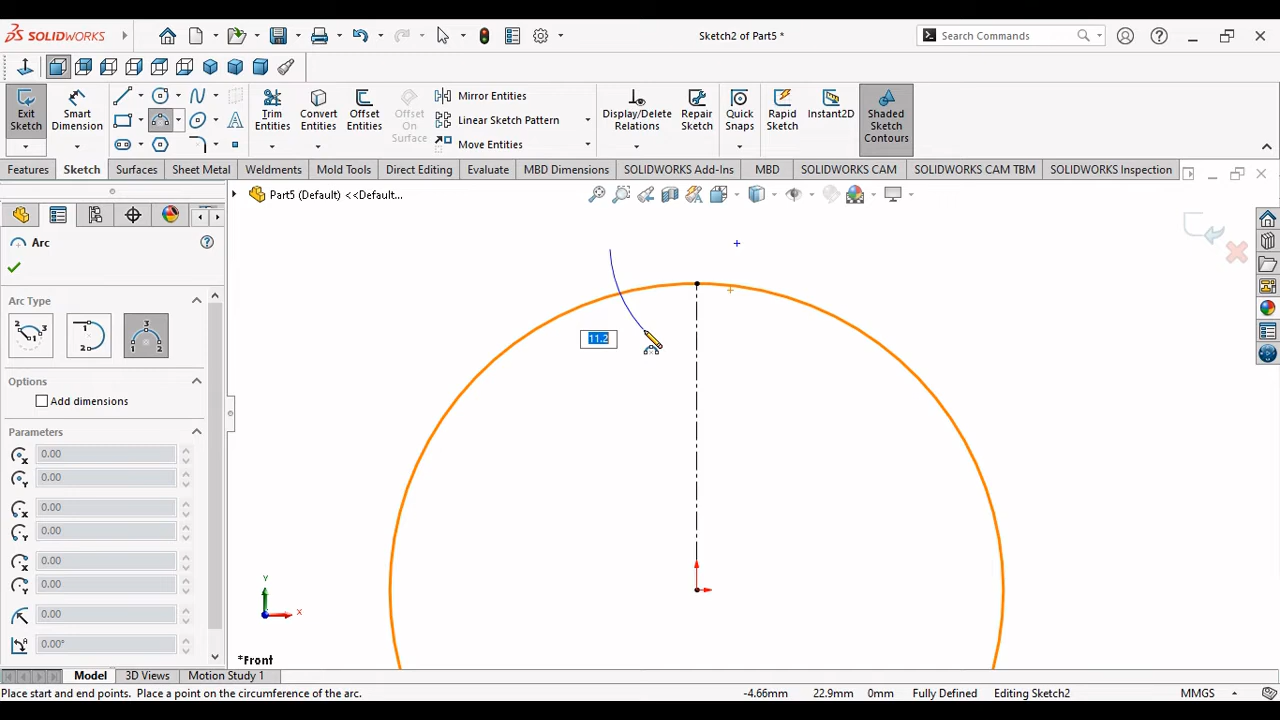 SOLIDWORKS
Sketch2 of Part5 *
Search Commands
Exit Sketch
Smart Dimension
Trim Entities
Convert Entities
Offset Entities
Offset On Surface
Mirror Entities
Linear Sketch Pattern
Move Entities
Display/Delete Relations
Repair Sketch
Quick Snaps
Rapid Sketch
Instant2D
Shaded Sketch Contours
Features
Sketch
Surfaces
Sheet Metal
Weldments
Mold Tools
Direct Editing
Evaluate
MBD Dimensions
SOLIDWORKS Add-Ins
MBD
SOLIDWORKS CAM
SOLIDWORKS CAM TBM
SOLIDWORKS Inspection
Part5 (Default) <<Default...
Arc
Arc Type
Options
Add dimensions
Parameters
0.00
0.00
0.00
0.00
0.00
0.00
0.00
0.00°
11.2
Y
X
*Front
Model
3D Views
Motion Study 1
Place start and end points. Place a point on the circumference of the arc.
-4.66mm
22.9mm
0mm
Fully Defined
Editing Sketch2
MMGS